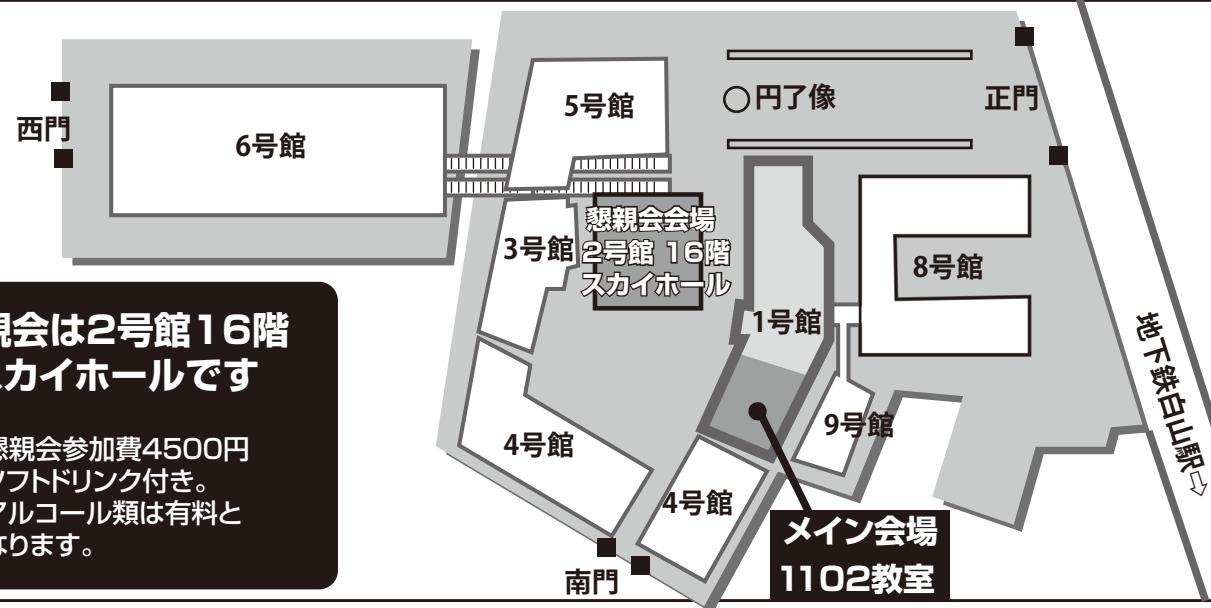 西門
6号館
5号館
円了像
正門
3号館
懇親会会場
2号館 16階
スカイホール
8号館
1号館
地下鉄白山駅⇨
親会は2号館16階
スカイホールです
懇親会参加費4500円
ソフトドリンク付き。
アルコール類は有料と
なります。
4号館
9号館
4号館
メイン会場
1102教室
南門